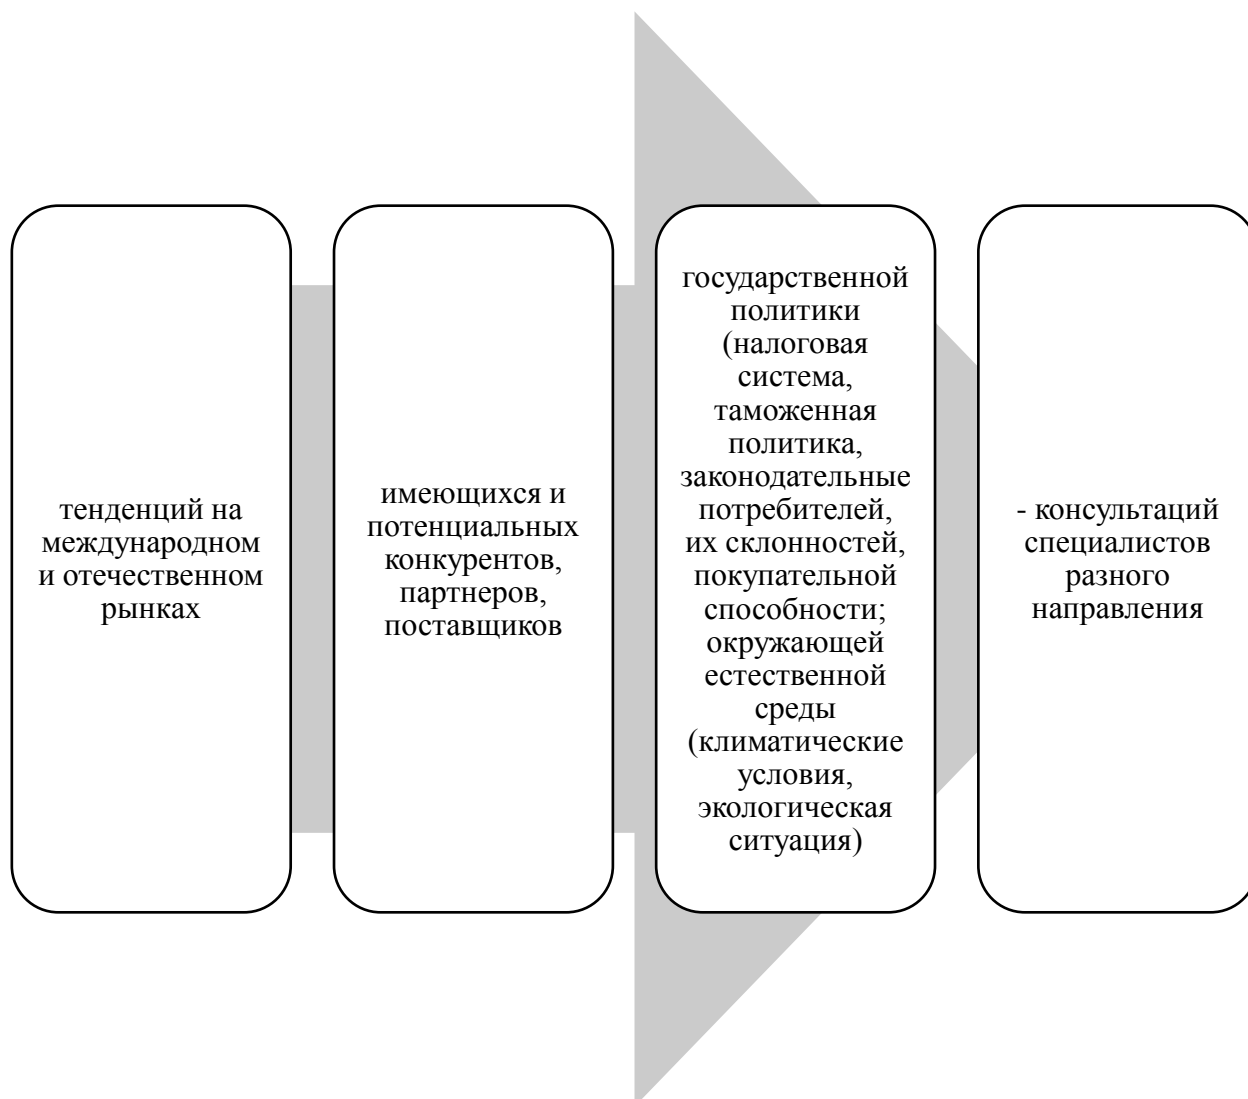 тенденций на
международном
и отечественном
рынках
имеющихся и
потенциальных
конкурентов,
партнеров,
поставщиков
государственной
политики
(налоговая
система,
таможенная
политика,
законодательные
потребителей,
их склонностей,
покупательной
способности;
окружающей
естественной
среды
(климатические
условия,
экологическая
ситуация)
- консультаций
специалистов
разного
направления